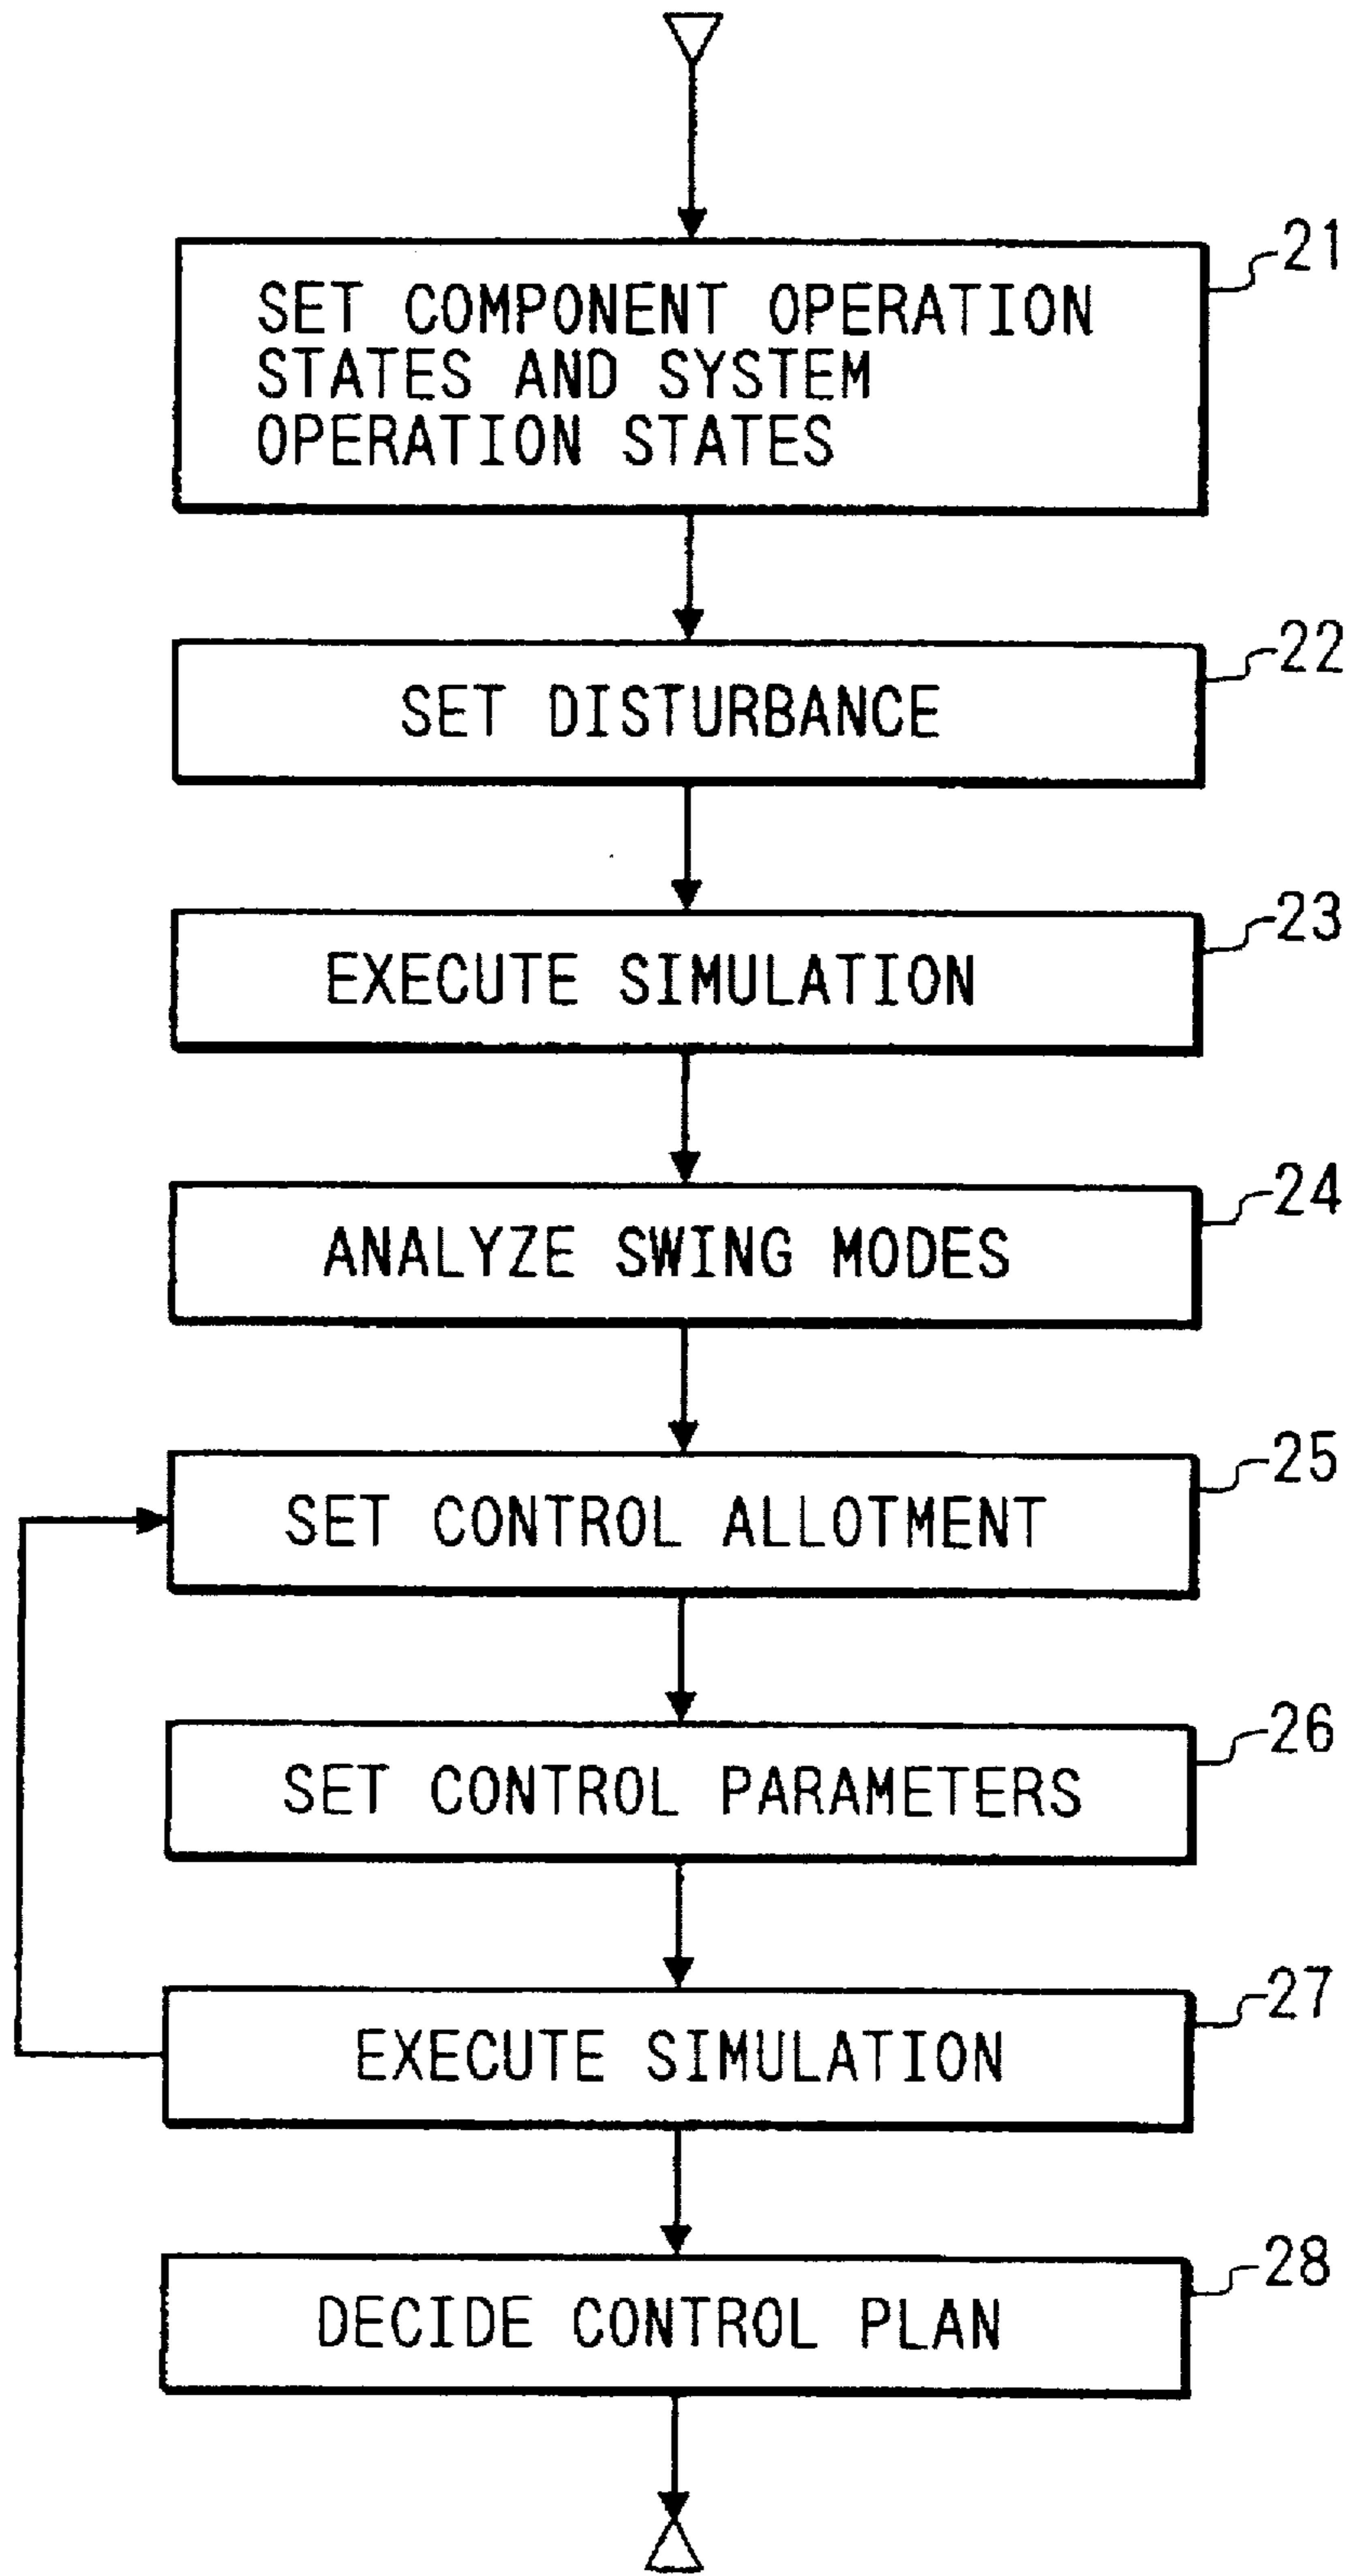 21
SET COMPONENT OPERATION
STATES AND SYSTEM
OPERATION STATES
22
SET DISTURBANCE
23
EXECUTE SIMULATION
24
ANALYZE SWING MODES
25
SET CONTROL ALLOTMENT
26
SET CONTROL PARAMETERS
27
EXECUTE SIMULATION
28
DECIDE CONTROL PLAN